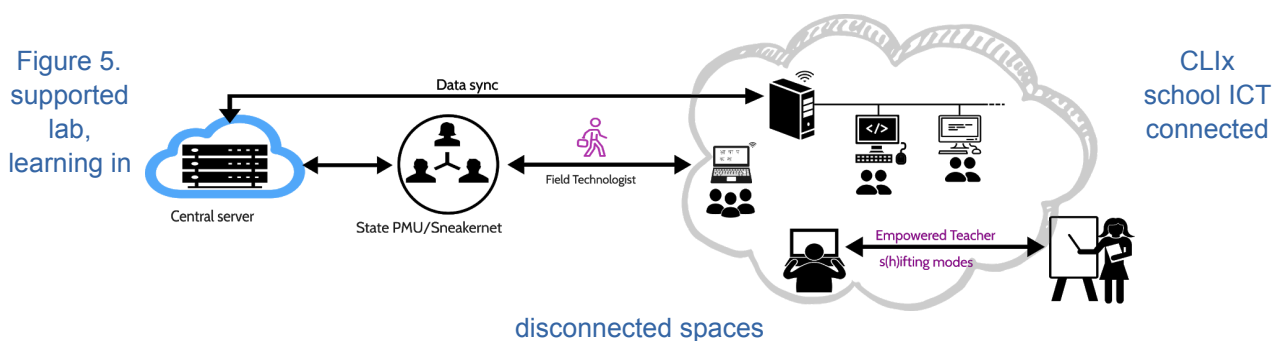 Figure 5. CLIx
supported school ICT
lab, connected
learning in
disconnected spaces
Data sync
Central server
State PMU/Sneakernet
Field Technologist
</>
Empowered Teacher
s(h)ifting modes